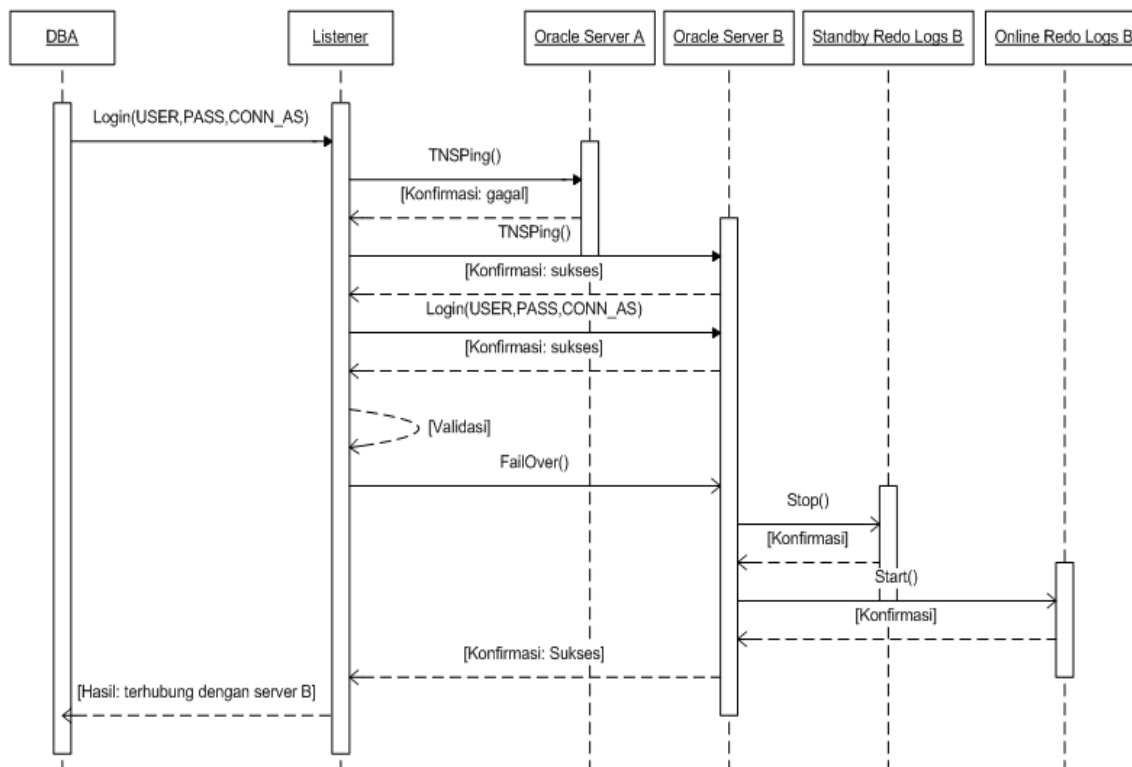 DBA
Listener
Oracle Server A
Oracle Server B
Standby Redo Logs B
Online Redo Logs B
Login(USER,PASS,CONN_AS)
TNSPing()
[Konfirmasi: gagal]
TNSPing()
[Konfirmasi: sukses]
Login(USER,PASS,CONN_AS)
[Konfirmasi: sukses]
[Validasi]
FailOver()
Stop()
[Konfirmasi]
Start()
[Konfirmasi]
[Konfirmasi: Sukses]
[Hasil: terhubung dengan server B]